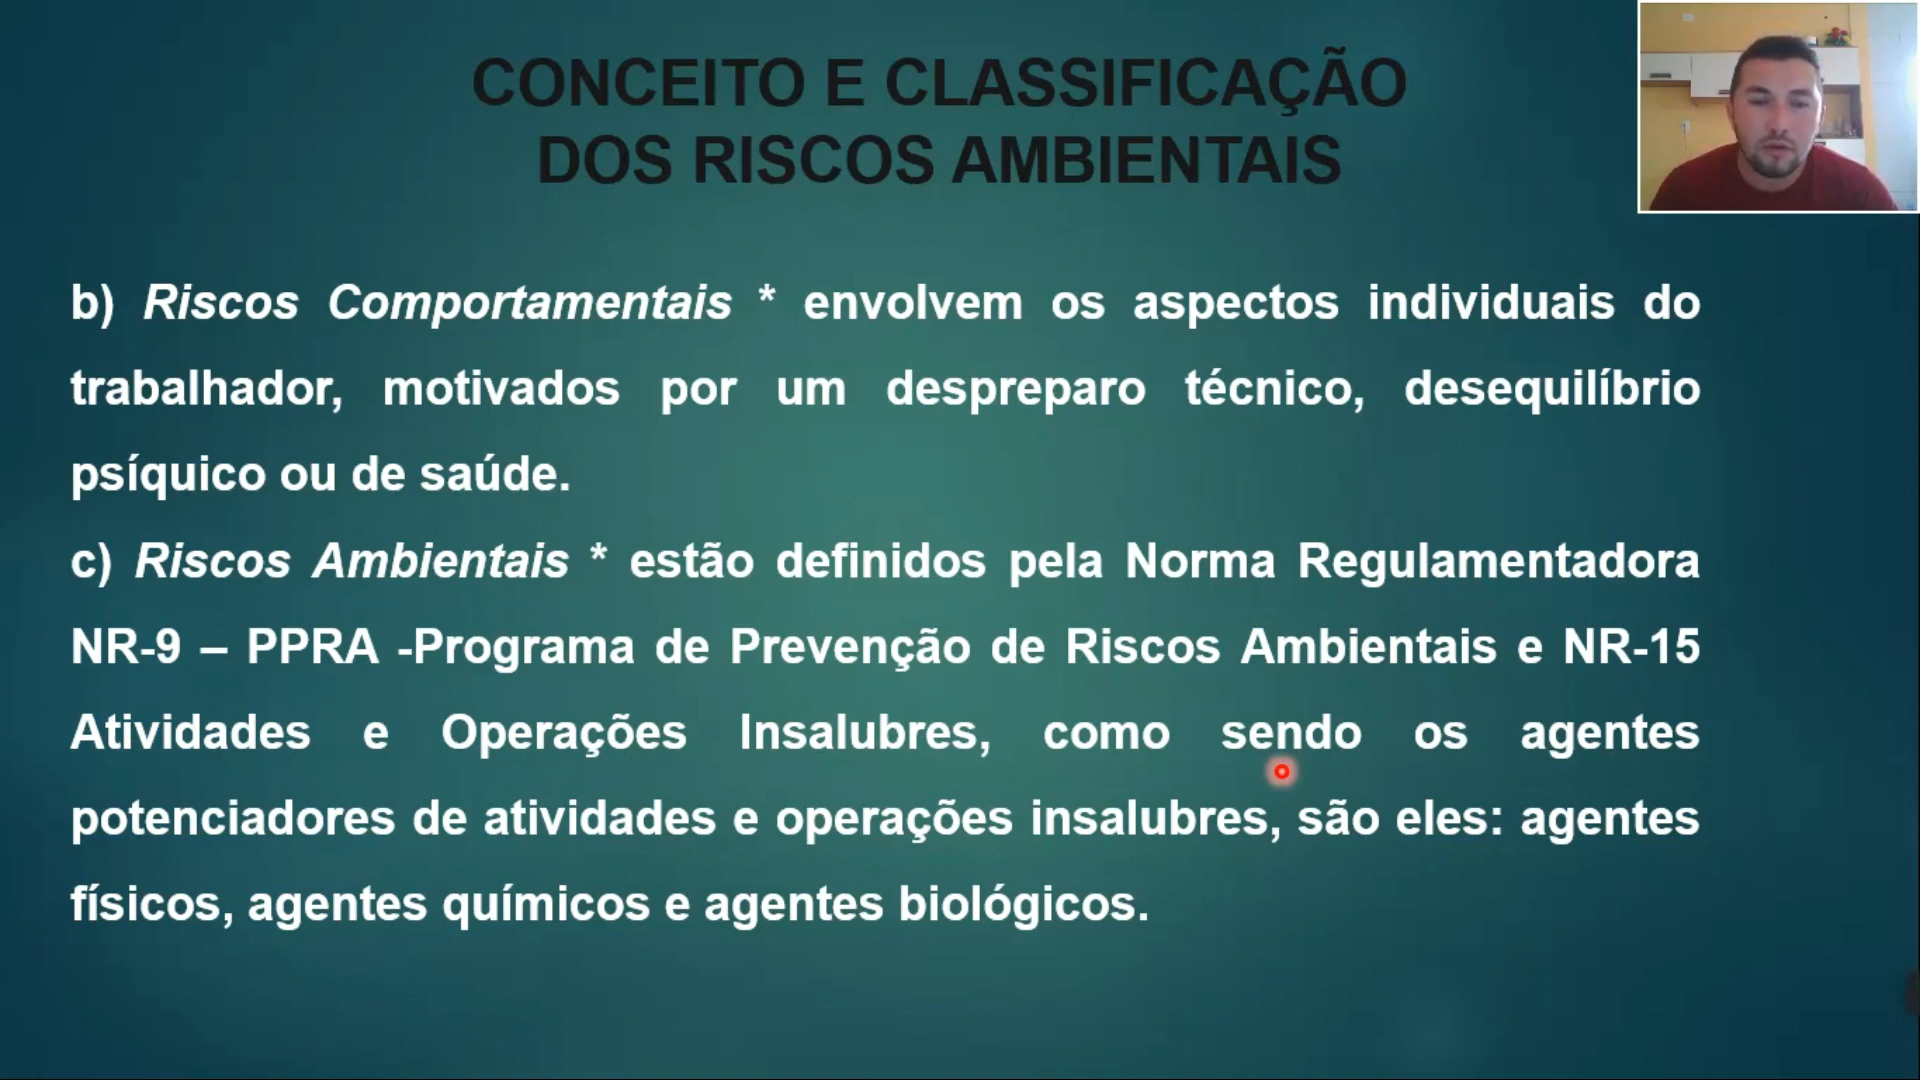 CONCEITO E CLASSIFICAÇÃO
DOS RISCOS AMBIENTAIS
b) Riscos Comportamentais * envolvem os aspectos individuais do
trabalhador, motivados por um despreparo técnico, desequilíbrio
psíquico ou de saúde.
c) Riscos Ambientais * estão definidos pela Norma Regulamentadora
NR-9 – PPRA -Programa de Prevenção de Riscos Ambientais e NR-15
Atividades e Operações Insalubres, como sendo os agentes
potenciadores de atividades e operações insalubres, são eles: agentes
físicos, agentes químicos e agentes biológicos.